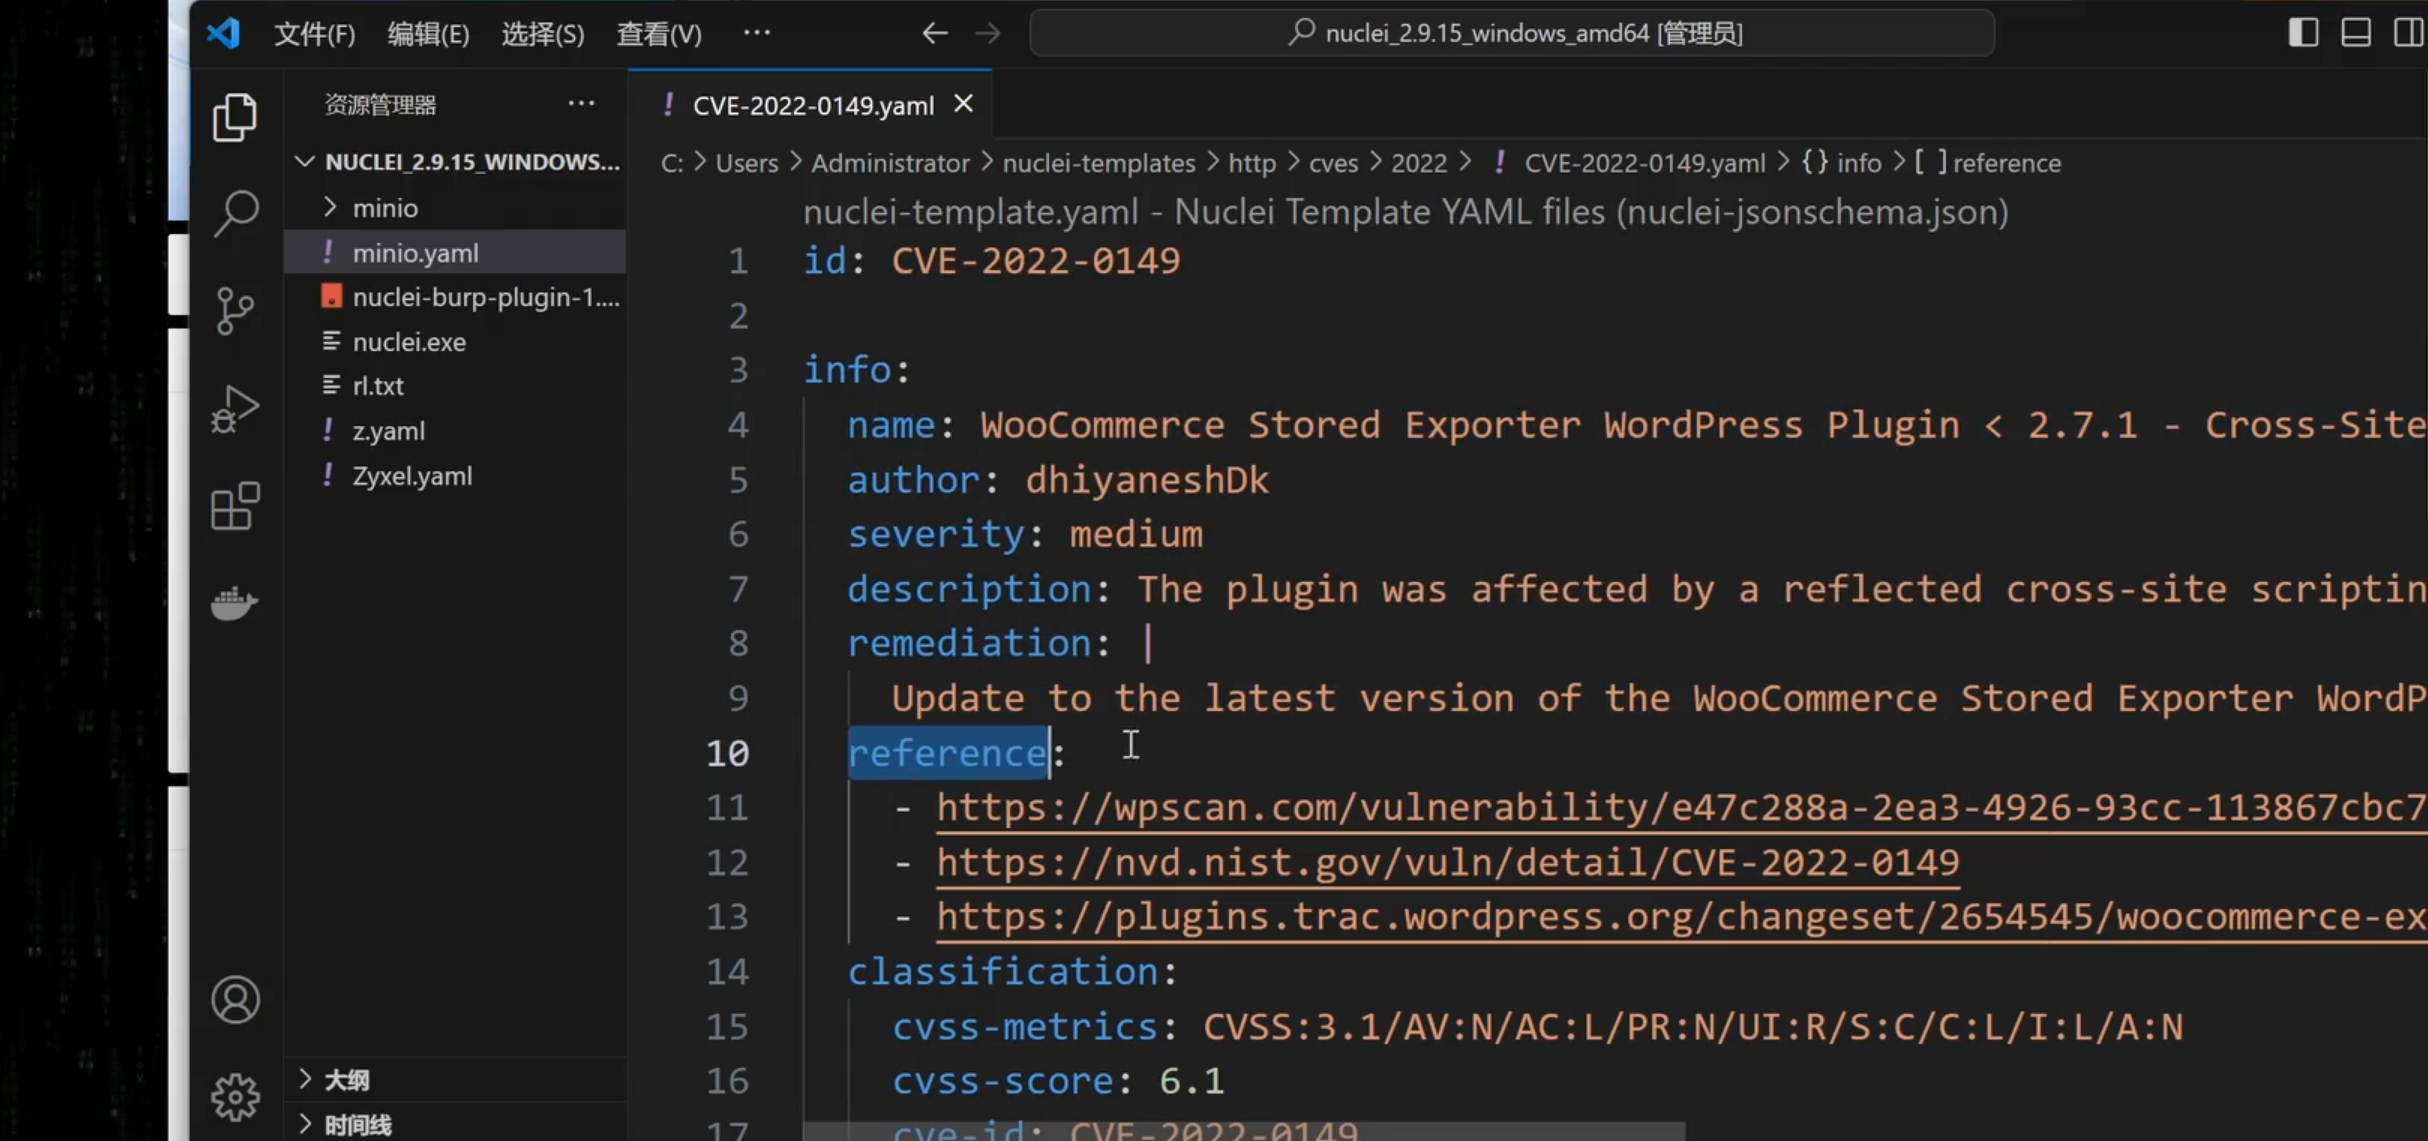 文件(F) 编辑(E) 选择(S) 查看(V) ··· nuclei_2.9.15_windows_amd64 [管理员]
资源管理器 ···
NUCLEI_2.9.15_WINDOWS...
minio
minio.yaml
nuclei-burp-plugin-1....
nuclei.exe
rl.txt
z.yaml
Zyxel.yaml
大纲
时间线
CVE-2022-0149.yaml
C: > Users > Administrator > nuclei-templates > http > cves > 2022 > ! CVE-2022-0149.yaml > {} info > [ ] reference
nuclei-template.yaml - Nuclei Template YAML files (nuclei-jsonschema.json)
1 id: CVE-2022-0149
2
3 info:
4 name: WooCommerce Stored Exporter WordPress Plugin < 2.7.1 - Cross-Site
5 author: dhiyaneshDk
6 severity: medium
7 description: The plugin was affected by a reflected cross-site scriptin
8 remediation: |
9 Update to the latest version of the WooCommerce Stored Exporter WordP
10 reference:
11 - https://wpscan.com/vulnerability/e47c288a-2ea3-4926-93cc-113867cbc7
12 - https://nvd.nist.gov/vuln/detail/CVE-2022-0149
13 - https://plugins.trac.wordpress.org/changeset/2654545/woocommerce-ex
14 classification:
15 cvss-metrics: CVSS:3.1/AV:N/AC:L/PR:N/UI:R/S:C/C:L/I:L/A:N
16 cvss-score: 6.1
17 cve-id: CVE-2022-0149